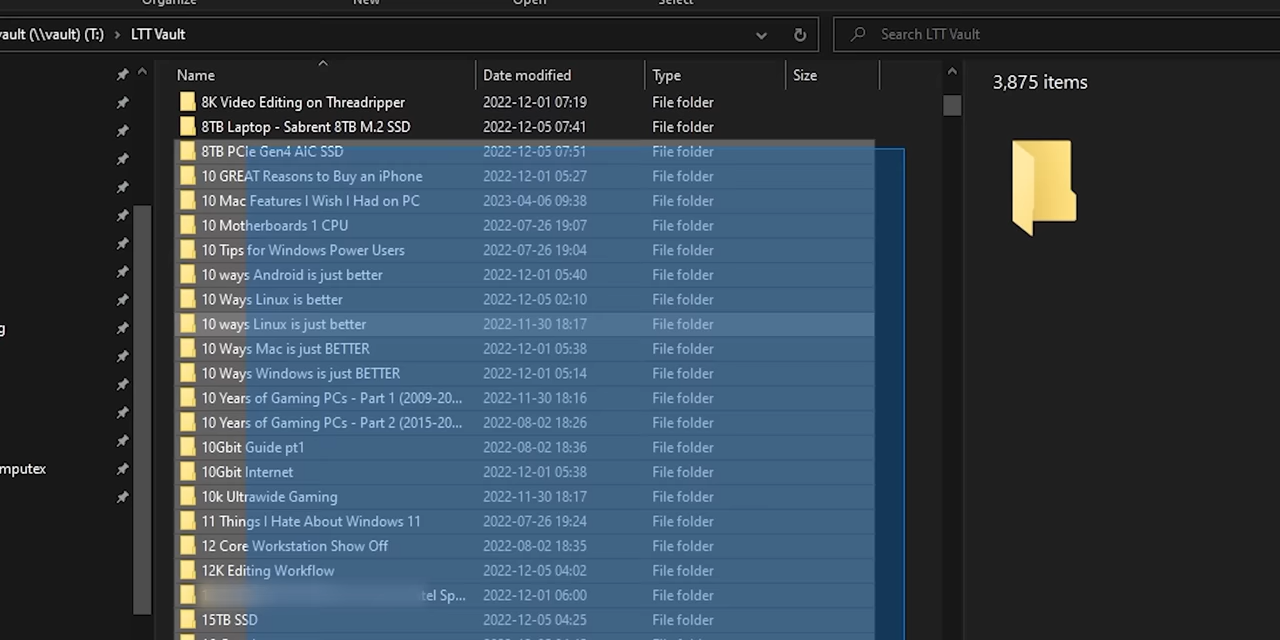 Organize New Open Select
vault (\\vault) (T:) > LTT Vault
Search LTT Vault
Name Date modified Type Size
3,875 items
8K Video Editing on Threadripper 2022-12-01 07:19 File folder
8TB Laptop - Sabrent 8TB M.2 SSD 2022-12-05 07:41 File folder
8TB PCIe Gen4 AiC SSD 2022-12-05 07:51 File folder
10 GREAT Reasons to Buy an iPhone 2022-12-01 05:27 File folder
10 Mac Features I Wish I Had on PC 2023-04-06 09:38 File folder
10 Motherboards 1 CPU 2022-07-26 19:07 File folder
10 Tips for Windows Power Users 2022-07-26 19:04 File folder
10 ways Android is just better 2022-12-01 05:40 File folder
10 Ways Linux is better 2022-12-05 02:10 File folder
10 ways Linux is just better 2022-11-30 18:17 File folder
10 Ways Mac is just BETTER 2022-12-01 05:38 File folder
10 Ways Windows is just BETTER 2022-12-01 05:14 File folder
10 Years of Gaming PCs - Part 1 (2009-20... 2022-11-30 18:16 File folder
10 Years of Gaming PCs - Part 2 (2015-20... 2022-08-02 18:26 File folder
10Gbit Guide pt1 2022-08-02 18:36 File folder
10Gbit Internet 2022-12-01 05:38 File folder
mputex
10k Ultrawide Gaming 2022-11-30 18:17 File folder
11 Things I Hate About Windows 11 2022-07-26 19:24 File folder
12 Core Workstation Show Off 2022-08-02 18:35 File folder
12K Editing Workflow 2022-12-05 04:02 File folder
tel Sp... 2022-12-01 06:00 File folder
15TB SSD 2022-12-05 04:25 File folder